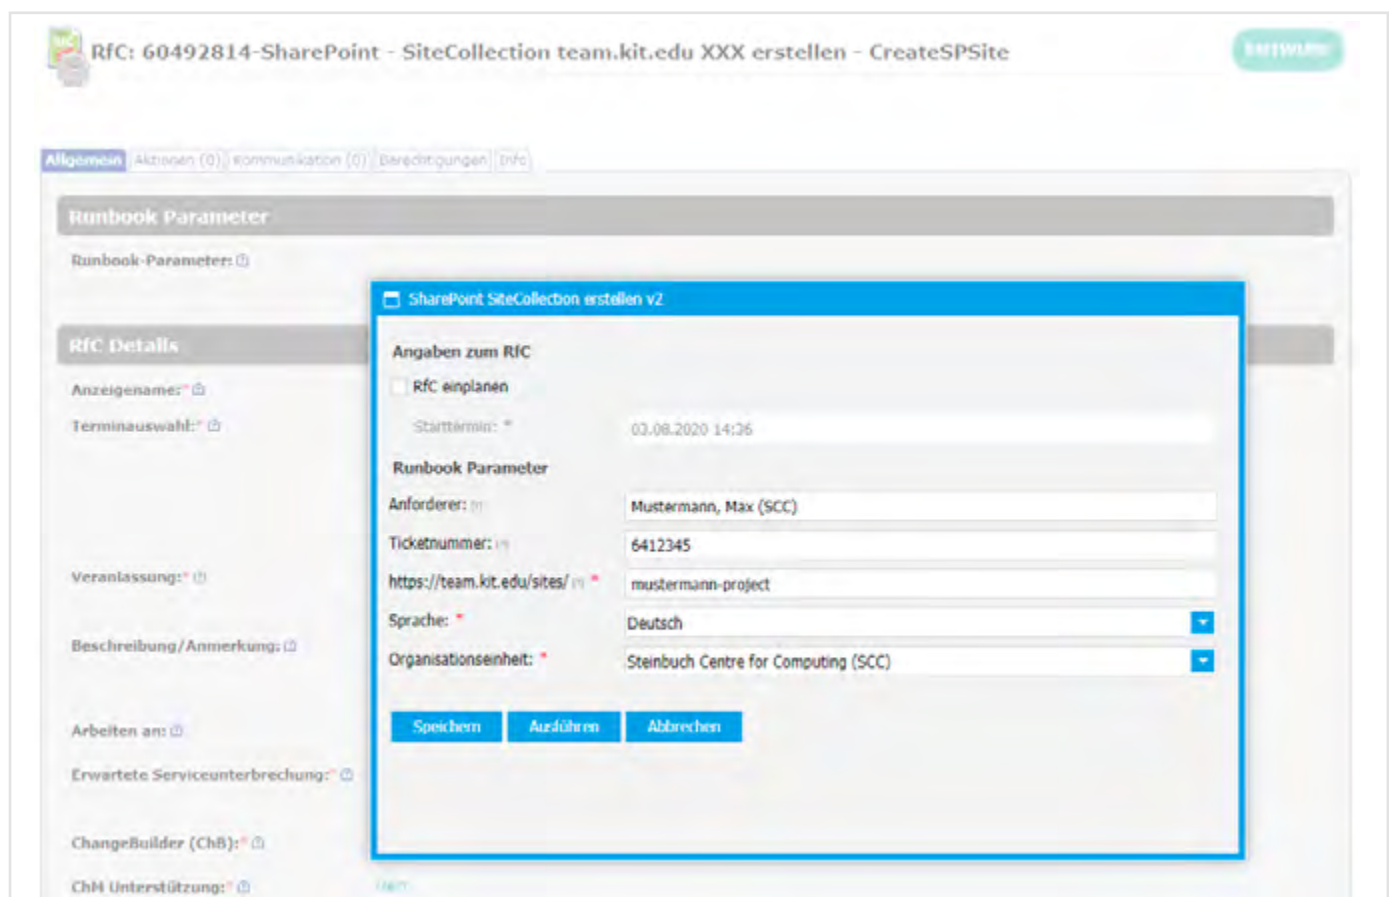 RfC: 60492814-SharePoint - SiteCollection team.kit.edu XXX erstellen - CreateSPSite
ENTWURF
Allgemein Aktionen (0) Kommunikation (0) Berechtigungen Info
Runbook Parameter
Runbook-Parameter:
SharePoint SiteCollection erstellen v2
RfC Details
Angaben zum RfC
Anzeigename:*
RfC einplanen
Terminauswahl:*
Starttermin: *
03.08.2020 14:36
Runbook Parameter
Anforderer:
Mustermann, Max (SCC)
Ticketnummer:
6412345
Veranlassung:*
https://team.kit.edu/sites/ *
mustermann-project
Sprache: *
Deutsch
Beschreibung/Anmerkung:
Organisationseinheit: *
Steinbuch Centre for Computing (SCC)
Speichern Ausführen Abbrechen
Arbeiten an:
Erwartete Serviceunterbrechung:*
ChangeBuilder (ChB):*
ChM Unterstützung:*